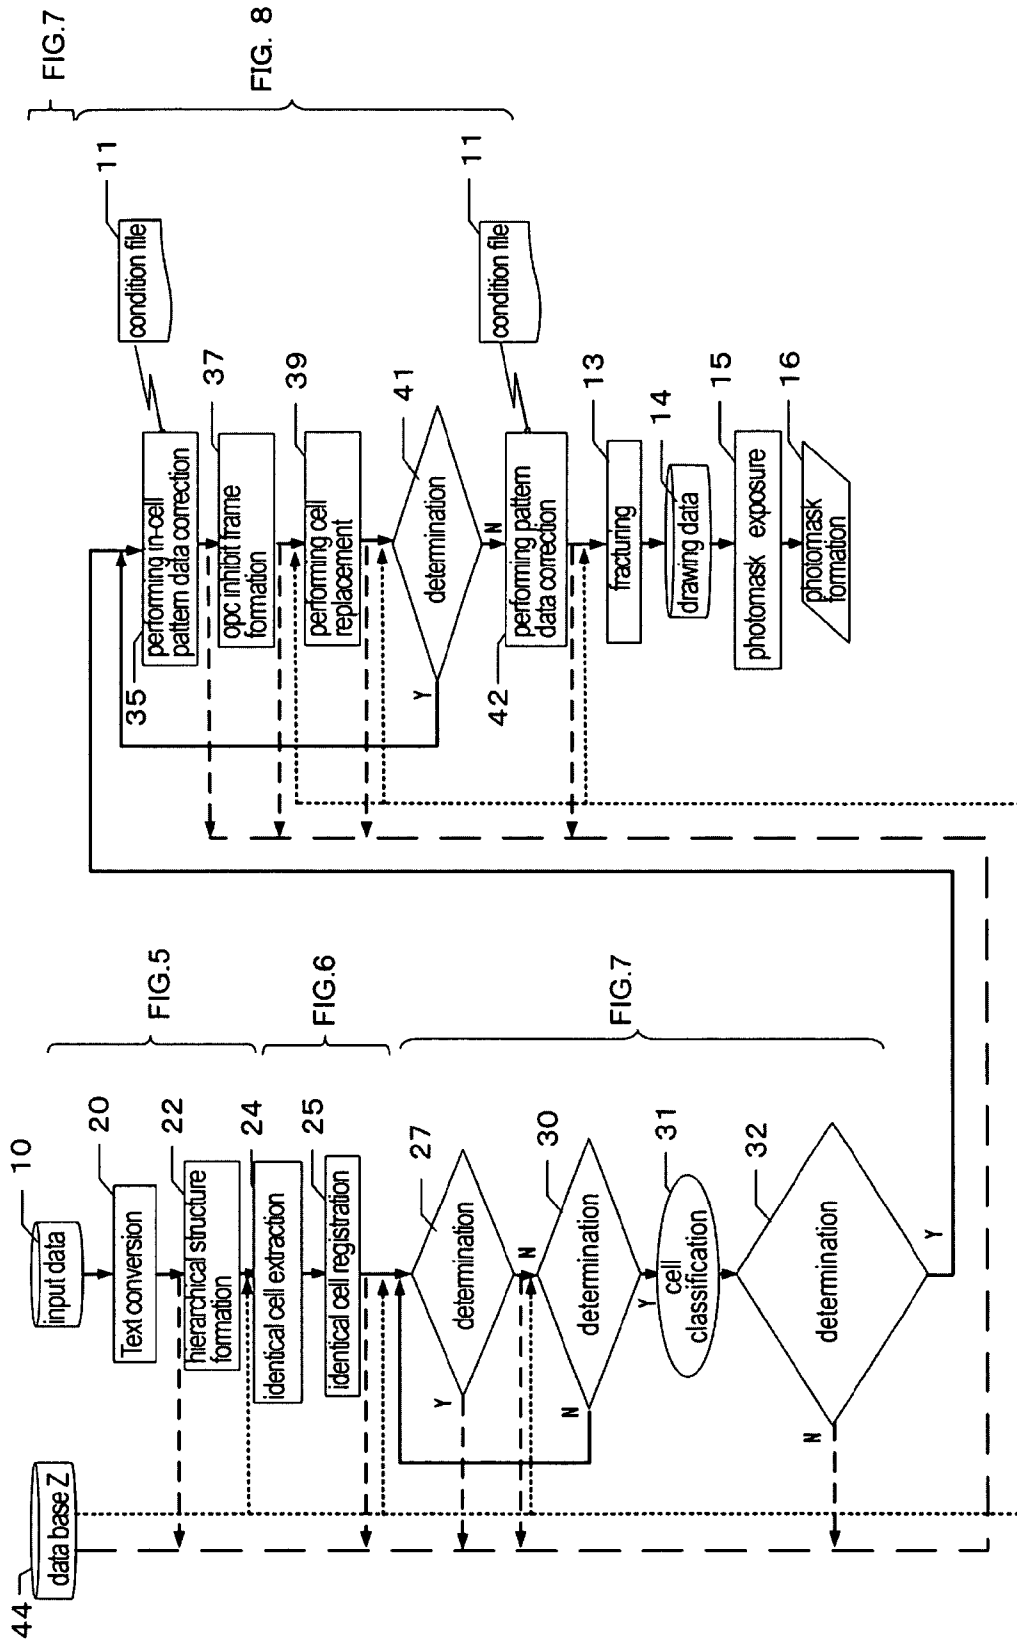 44
data base Z
10
input data
20
Text conversion
22
hierarchical structure
formation
24
identical cell extraction
25
identical cell registration
27
determination
Y
N
30
determination
N
Y
31
cell
classification
32
determination
N
Y
FIG.5
FIG.6
FIG.7
FIG.7
FIG. 8
11
condition file
35
performing in-cell
pattern data correction
37
opc inhibit frame
formation
39
performing cell
replacement
41
determination
Y
N
11
condition file
42
performing pattern
data correction
13
fracturing
14
drawing data
15
photomask exposure
16
photomask
formation